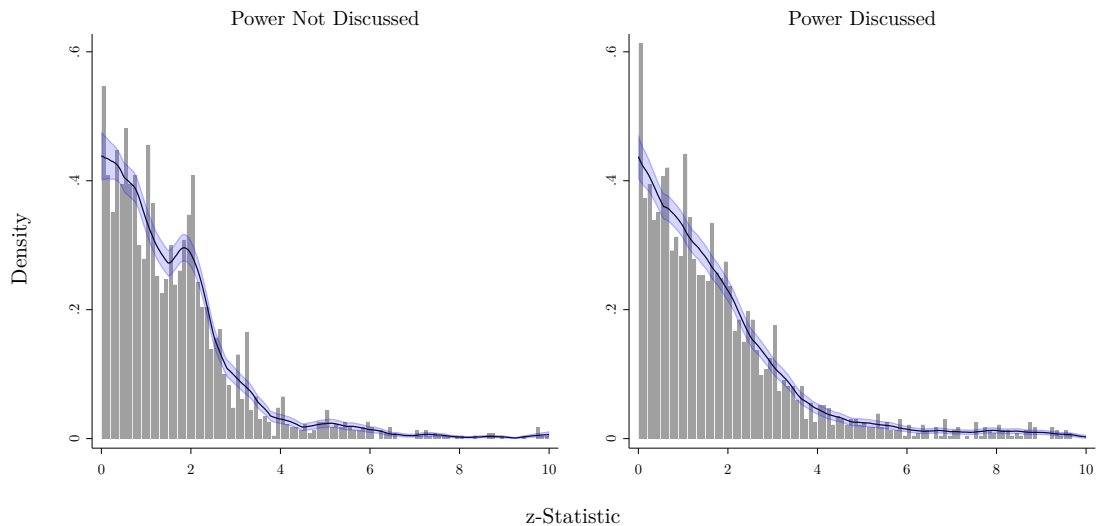 Power Not Discussed
Power Discussed
Density
.6
.4
.2
0
0 2 4 6 8 10
.6
.4
.2
0
0 2 4 6 8 10
z-Statistic